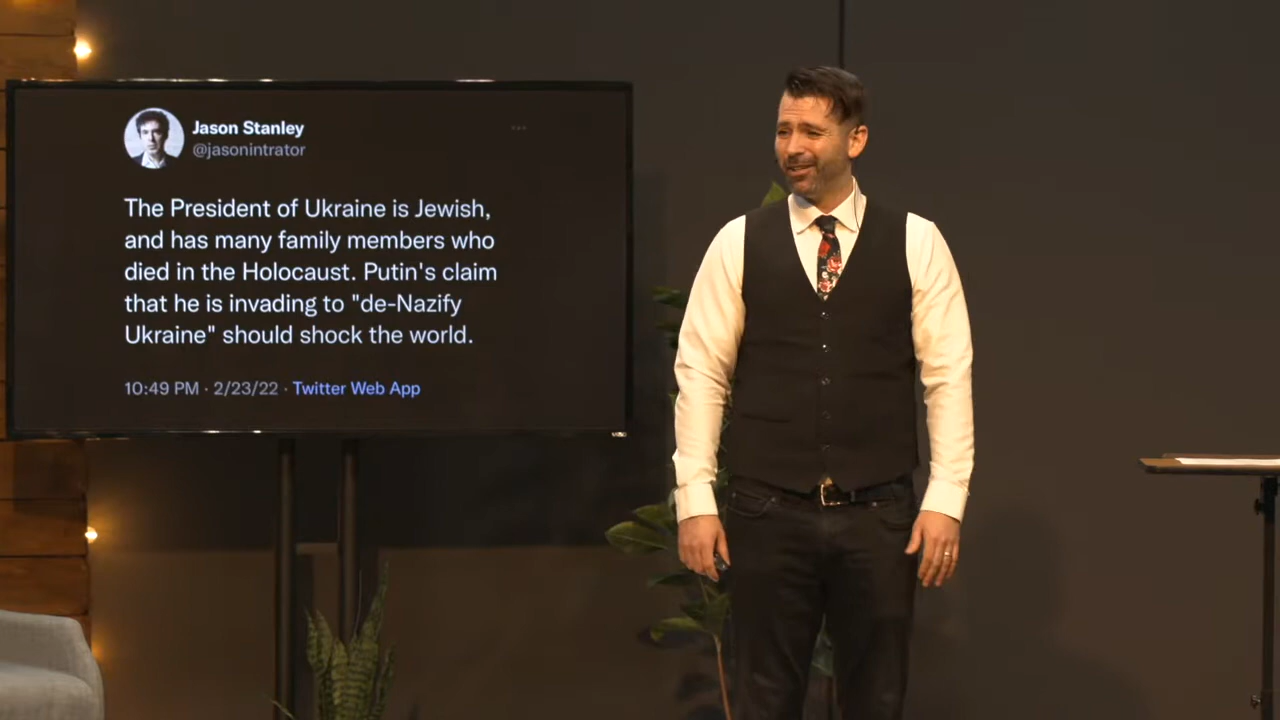 Jason Stanley
@jasonintrator
The President of Ukraine is Jewish,
and has many family members who
died in the Holocaust. Putin's claim
that he is invading to "de-Nazify
Ukraine" should shock the world.
10:49 PM · 2/23/22 · Twitter Web App